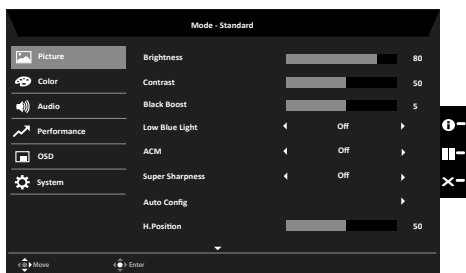 Mode - Standard
Picture
Brightness 80
Color
Contrast 50
Audio
Black Boost 5
Performance
Low Blue Light Off
OSD
ACM Off
System
Super Sharpness Off
Auto Config
H.Position 50
Move Enter